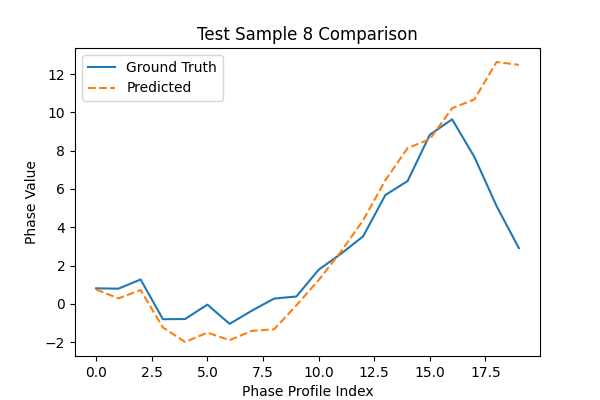 Test Sample 8 Comparison
Ground Truth
Predicted
12
10
8
6
4
2
0
−2
Phase Value
0.0 2.5 5.0 7.5 10.0 12.5 15.0 17.5
Phase Profile Index